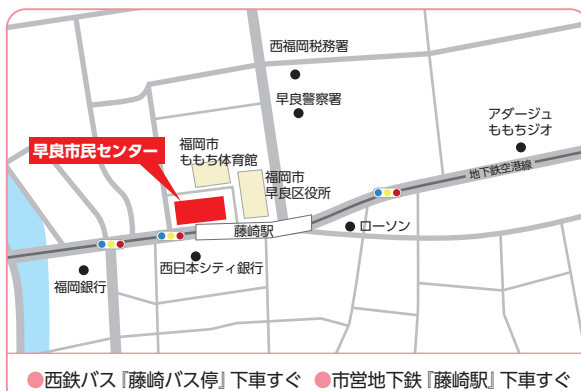 西福岡税務署
早良警察署
アダージュ
ももちジオ
早良市民センター
福岡市
ももち体育館
福岡市
早良区役所
地下鉄空港線
藤崎駅
ローソン
西日本シティ銀行
福岡銀行
●西鉄バス『藤崎バス停』下車すぐ ●市営地下鉄『藤崎駅』下車すぐ